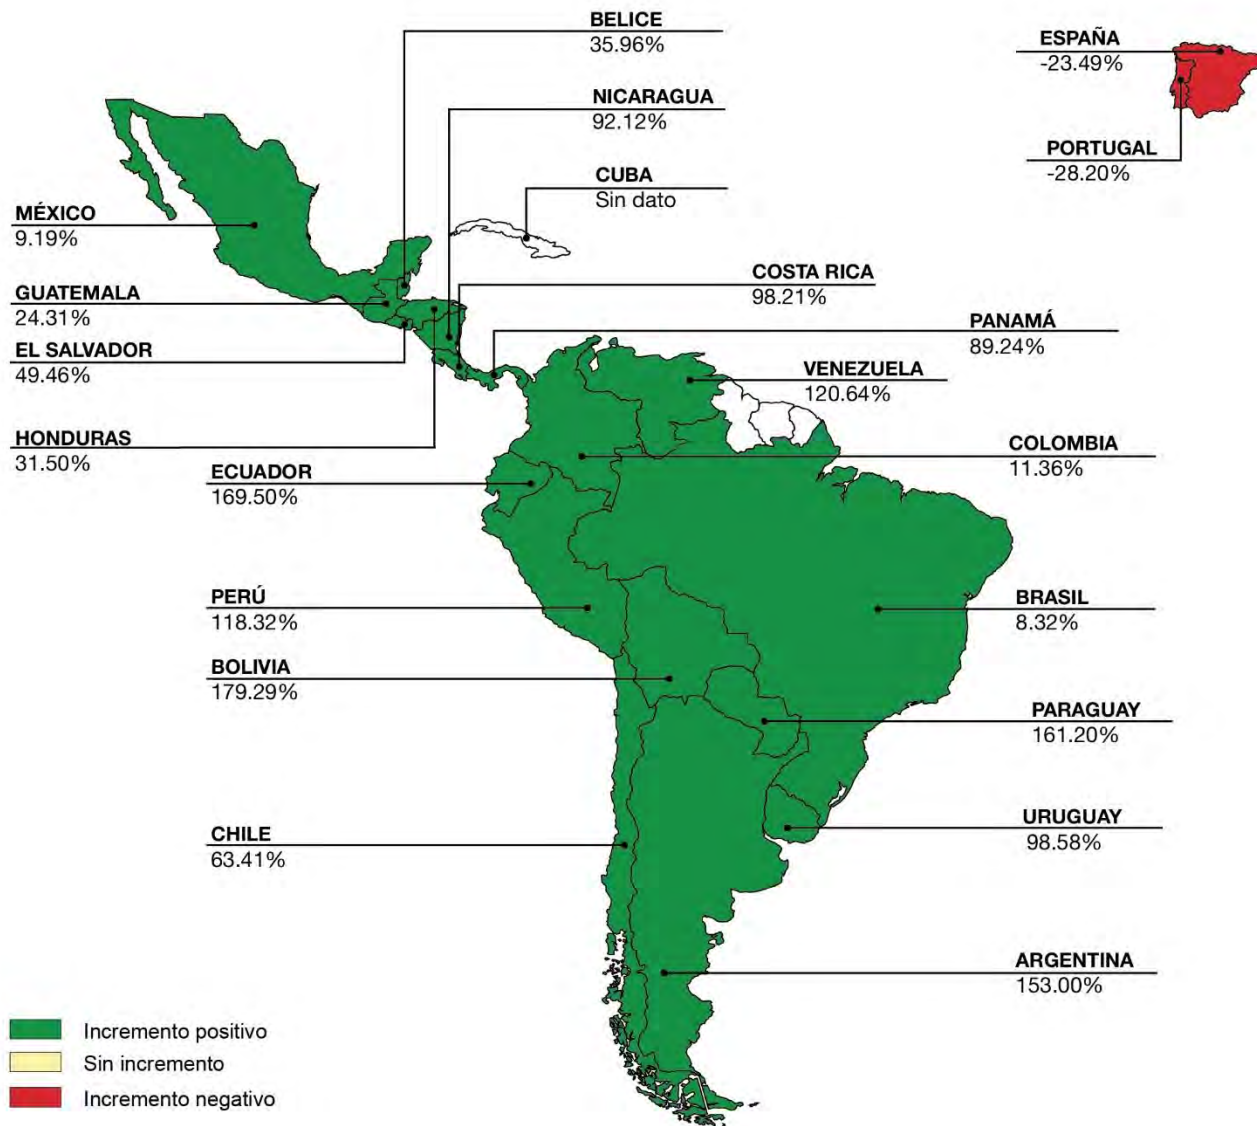 BELICE
35.96%
ESPAÑA
-23.49%
NICARAGUA
92.12%
PORTUGAL
-28.20%
CUBA
Sin dato
MÉXICO
9.19%
COSTA RICA
98.21%
GUATEMALA
24.31%
PANAMÁ
89.24%
EL SALVADOR
49.46%
VENEZUELA
120.64%
HONDURAS
31.50%
COLOMBIA
11.36%
ECUADOR
169.50%
PERÚ
118.32%
BRASIL
8.32%
BOLIVIA
179.29%
PARAGUAY
161.20%
CHILE
63.41%
URUGUAY
98.58%
ARGENTINA
153.00%
Incremento positivo
Sin incremento
Incremento negativo